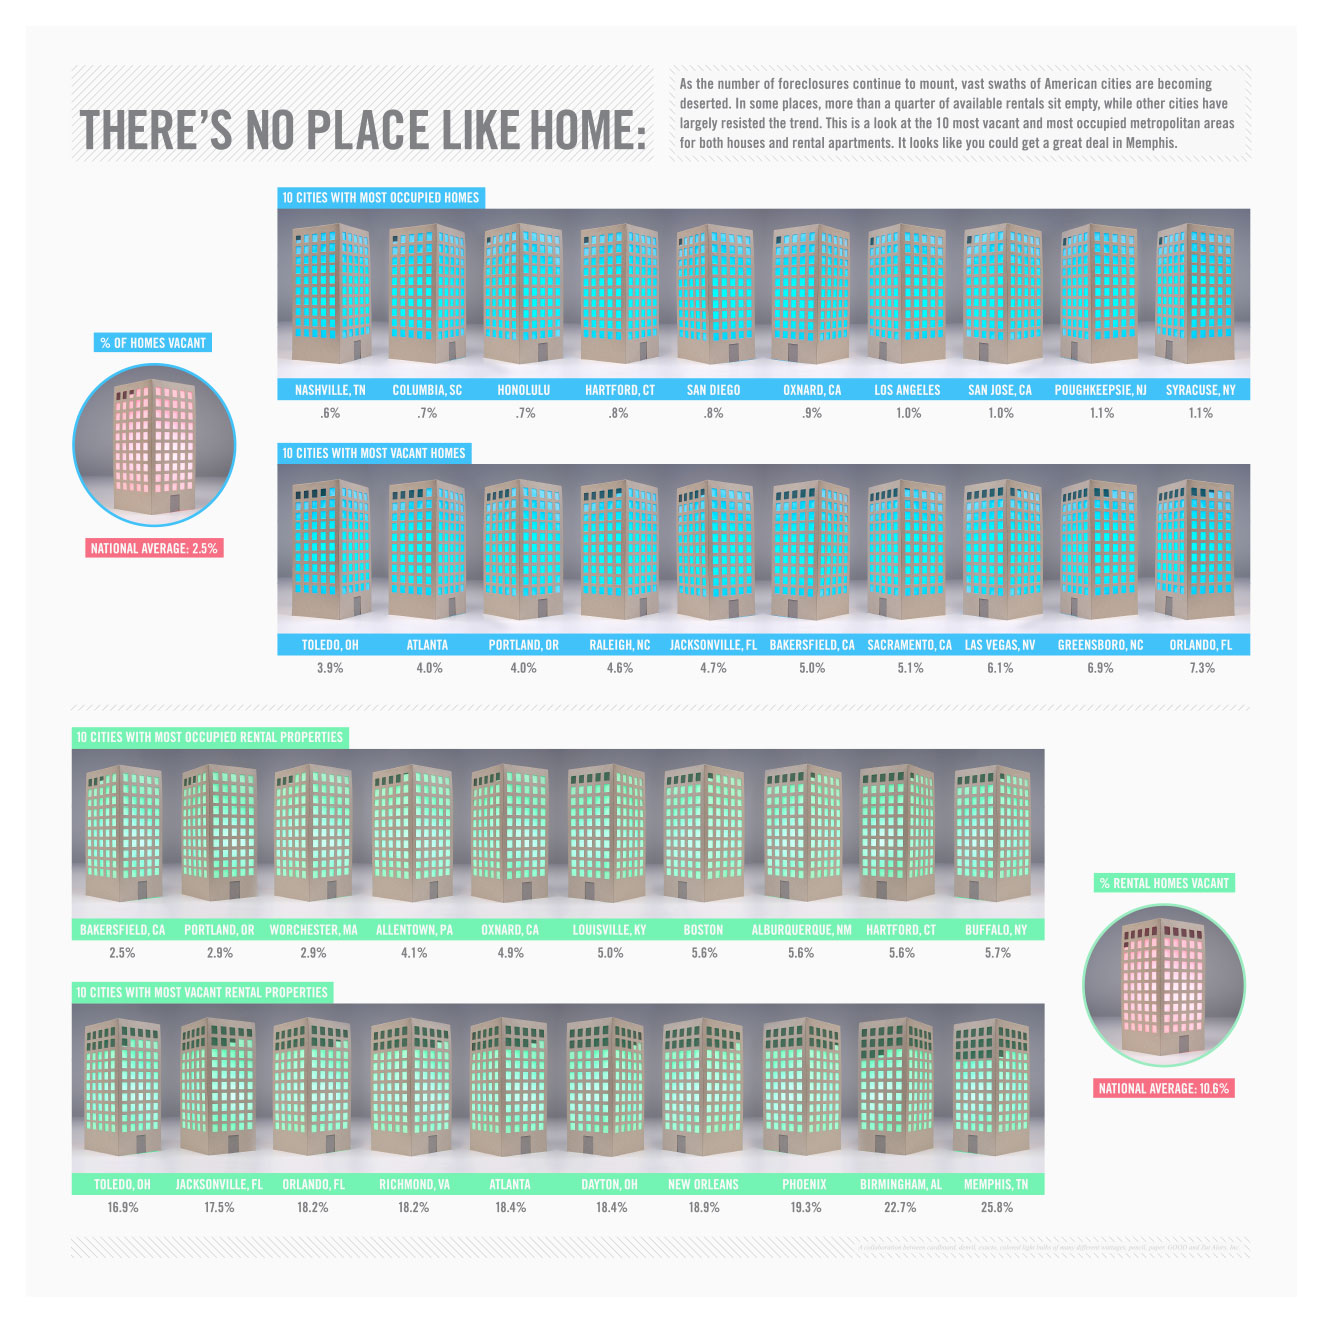 THERE'S NO PLACE LIKE HOME:
As the number of foreclosures continue to mount, vast swaths of American cities are becoming
deserted. In some places, more than a quarter of available rentals sit empty, while other cities have
largely resisted the trend. This is a look at the 10 most vacant and most occupied metropolitan areas
for both houses and rental apartments. It looks like you could get a great deal in Memphis.
10 CITIES WITH MOST OCCUPIED HOMES
NASHVILLE, TN COLUMBIA, SC HONOLULU HARTFORD, CT SAN DIEGO OXNARD, CA LOS ANGELES SAN JOSE, CA POUGHKEEPSIE, NJ SYRACUSE, NY
.6% .7% .7% .8% .8% .9% 1.0% 1.0% 1.1% 1.1%
% OF HOMES VACANT
NATIONAL AVERAGE: 2.5%
10 CITIES WITH MOST VACANT HOMES
TOLEDO, OH ATLANTA PORTLAND, OR RALEIGH, NC JACKSONVILLE, FL BAKERSFIELD, CA SACRAMENTO, CA LAS VEGAS, NV GREENSBORO, NC ORLANDO, FL
3.9% 4.0% 4.0% 4.6% 4.7% 5.0% 5.1% 6.1% 6.9% 7.3%
10 CITIES WITH MOST OCCUPIED RENTAL PROPERTIES
BAKERSFIELD, CA PORTLAND, OR WORCHESTER, MA ALLENTOWN, PA OXNARD, CA LOUISVILLE, KY BOSTON ALBURQUERQUE, NM HARTFORD, CT BUFFALO, NY
2.5% 2.9% 2.9% 4.1% 4.9% 5.0% 5.6% 5.6% 5.6% 5.7%
% RENTAL HOMES VACANT
NATIONAL AVERAGE: 10.6%
10 CITIES WITH MOST VACANT RENTAL PROPERTIES
TOLEDO, OH JACKSONVILLE, FL ORLANDO, FL RICHMOND, VA ATLANTA DAYTON, OH NEW ORLEANS PHOENIX BIRMINGHAM, AL MEMPHIS, TN
16.9% 17.5% 18.2% 18.2% 18.4% 18.4% 18.9% 19.3% 22.7% 25.8%